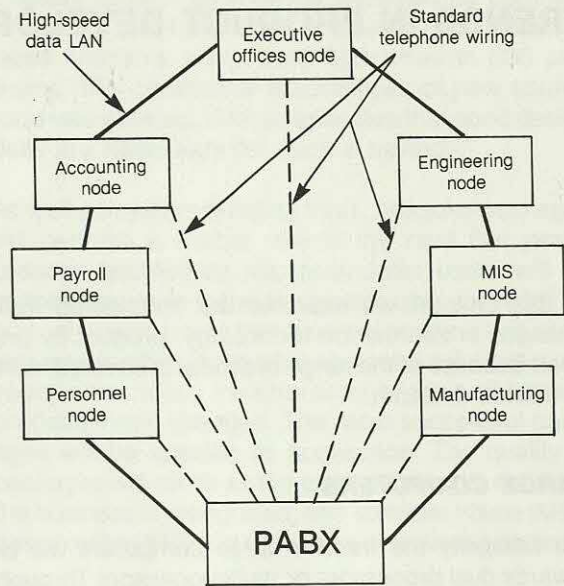 High-speed
data LAN
Executive
offices node
Standard
telephone wiring
Accounting
node
Engineering
node
Payroll
node
MIS
node
Personnel
node
Manufacturing
node
PABX